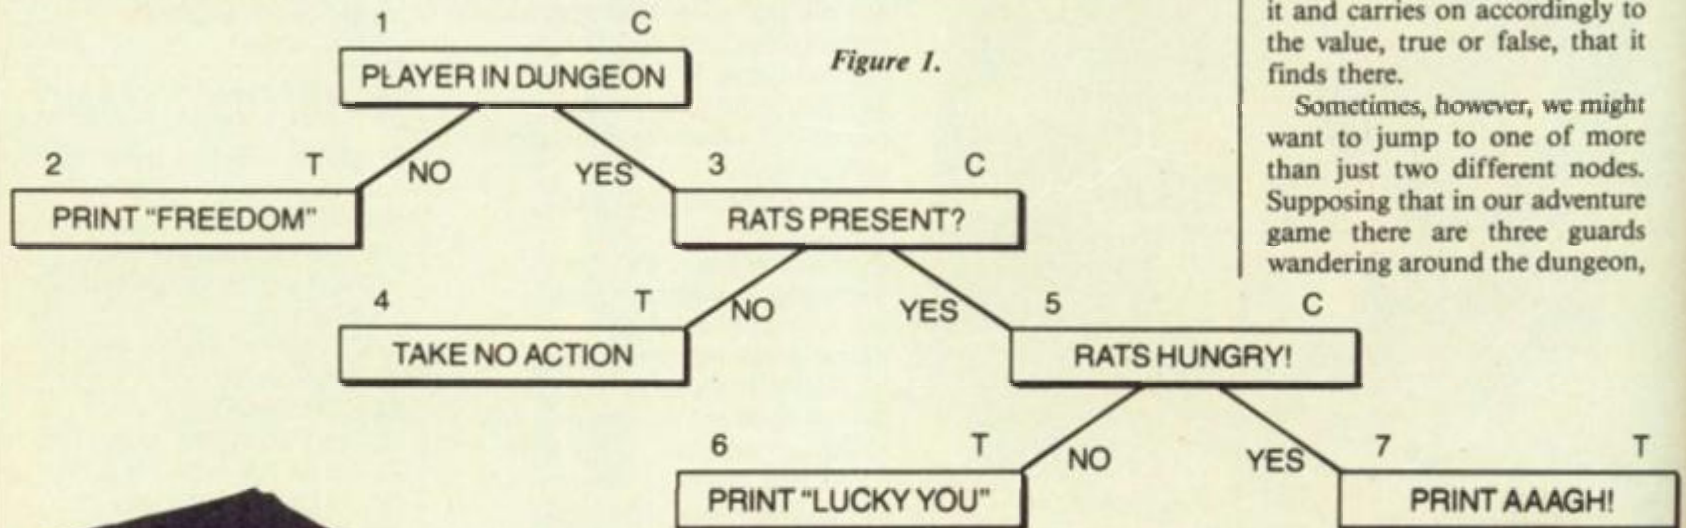 1 C
PLAYER IN DUNGEON
Figure 1.
2 T
NO
YES
3 C
PRINT “FREEDOM”
RATS PRESENT?
4 T
NO
YES
5 C
TAKE NO ACTION
RATS HUNGRY!
6 T
NO
YES
7 T
PRINT “LUCKY YOU”
PRINT AAAGH!
it and carries on accordingly to
the value, true or false, that it
finds there.
Sometimes, however, we might
want to jump to one of more
than just two different nodes.
Supposing that in our adventure
game there are three guards
wandering around the dungeon,